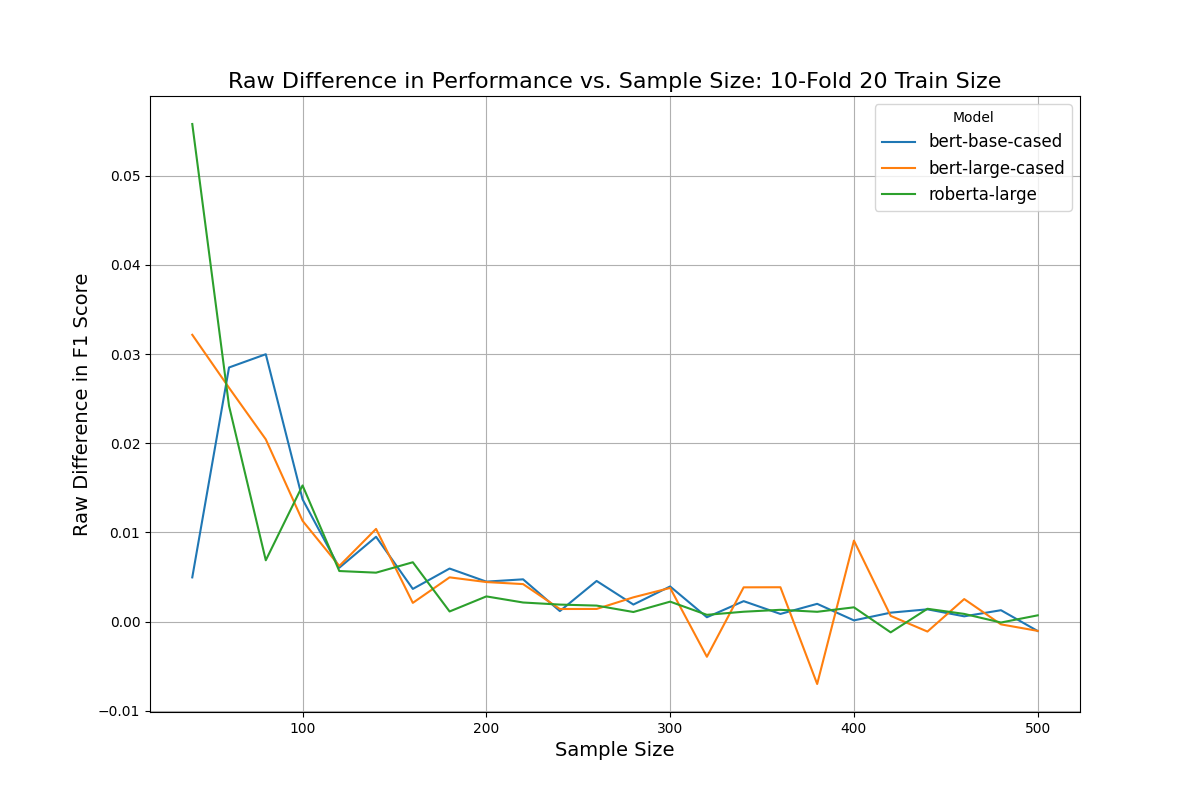 Raw Difference in Performance vs. Sample Size: 10-Fold 20 Train Size
Model
bert-base-cased
bert-large-cased
roberta-large
Raw Difference in F1 Score
0.05
0.04
0.03
0.02
0.01
0.00
−0.01
100
200
300
400
500
Sample Size